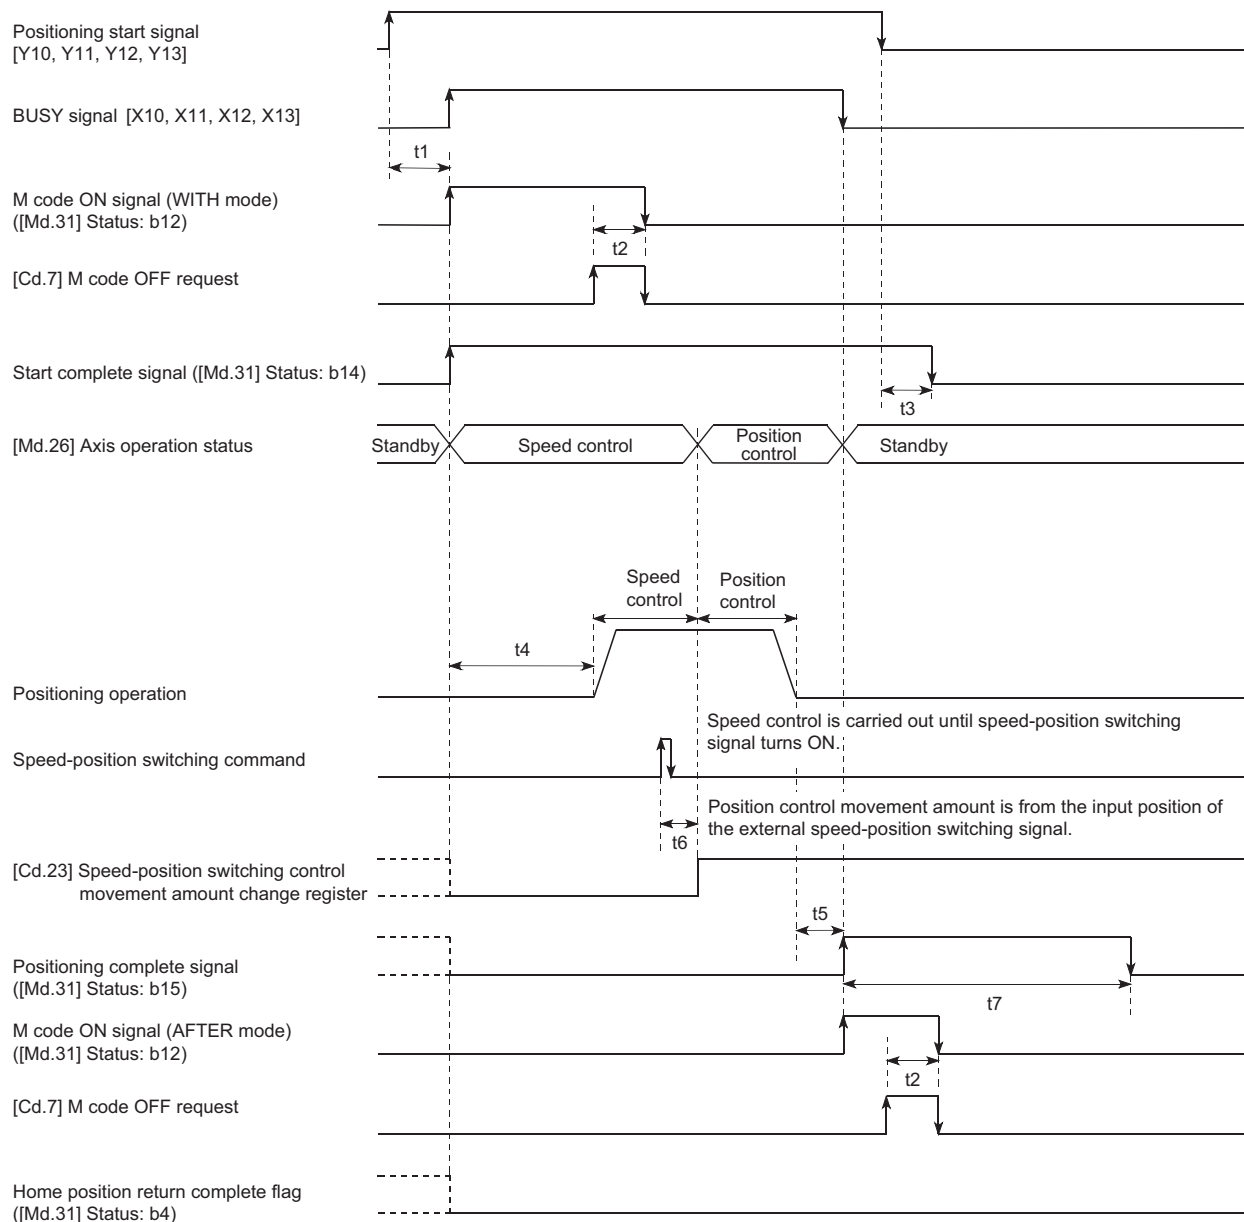 Positioning start signal
[Y10, Y11, Y12, Y13]
BUSY signal [X10, X11, X12, X13]
t1
M code ON signal (WITH mode)
([Md.31] Status: b12)
t2
[Cd.7] M code OFF request
Start complete signal ([Md.31] Status: b14)
t3
[Md.26] Axis operation status
Standby
Speed control
Position
control
Standby
Speed
control
Position
control
t4
Positioning operation
Speed control is carried out until speed-position switching
signal turns ON.
Speed-position switching command
Position control movement amount is from the input position of
the external speed-position switching signal.
t6
[Cd.23] Speed-position switching control
movement amount change register
t5
Positioning complete signal
([Md.31] Status: b15)
t7
M code ON signal (AFTER mode)
([Md.31] Status: b12)
t2
[Cd.7] M code OFF request
Home position return complete flag
([Md.31] Status: b4)